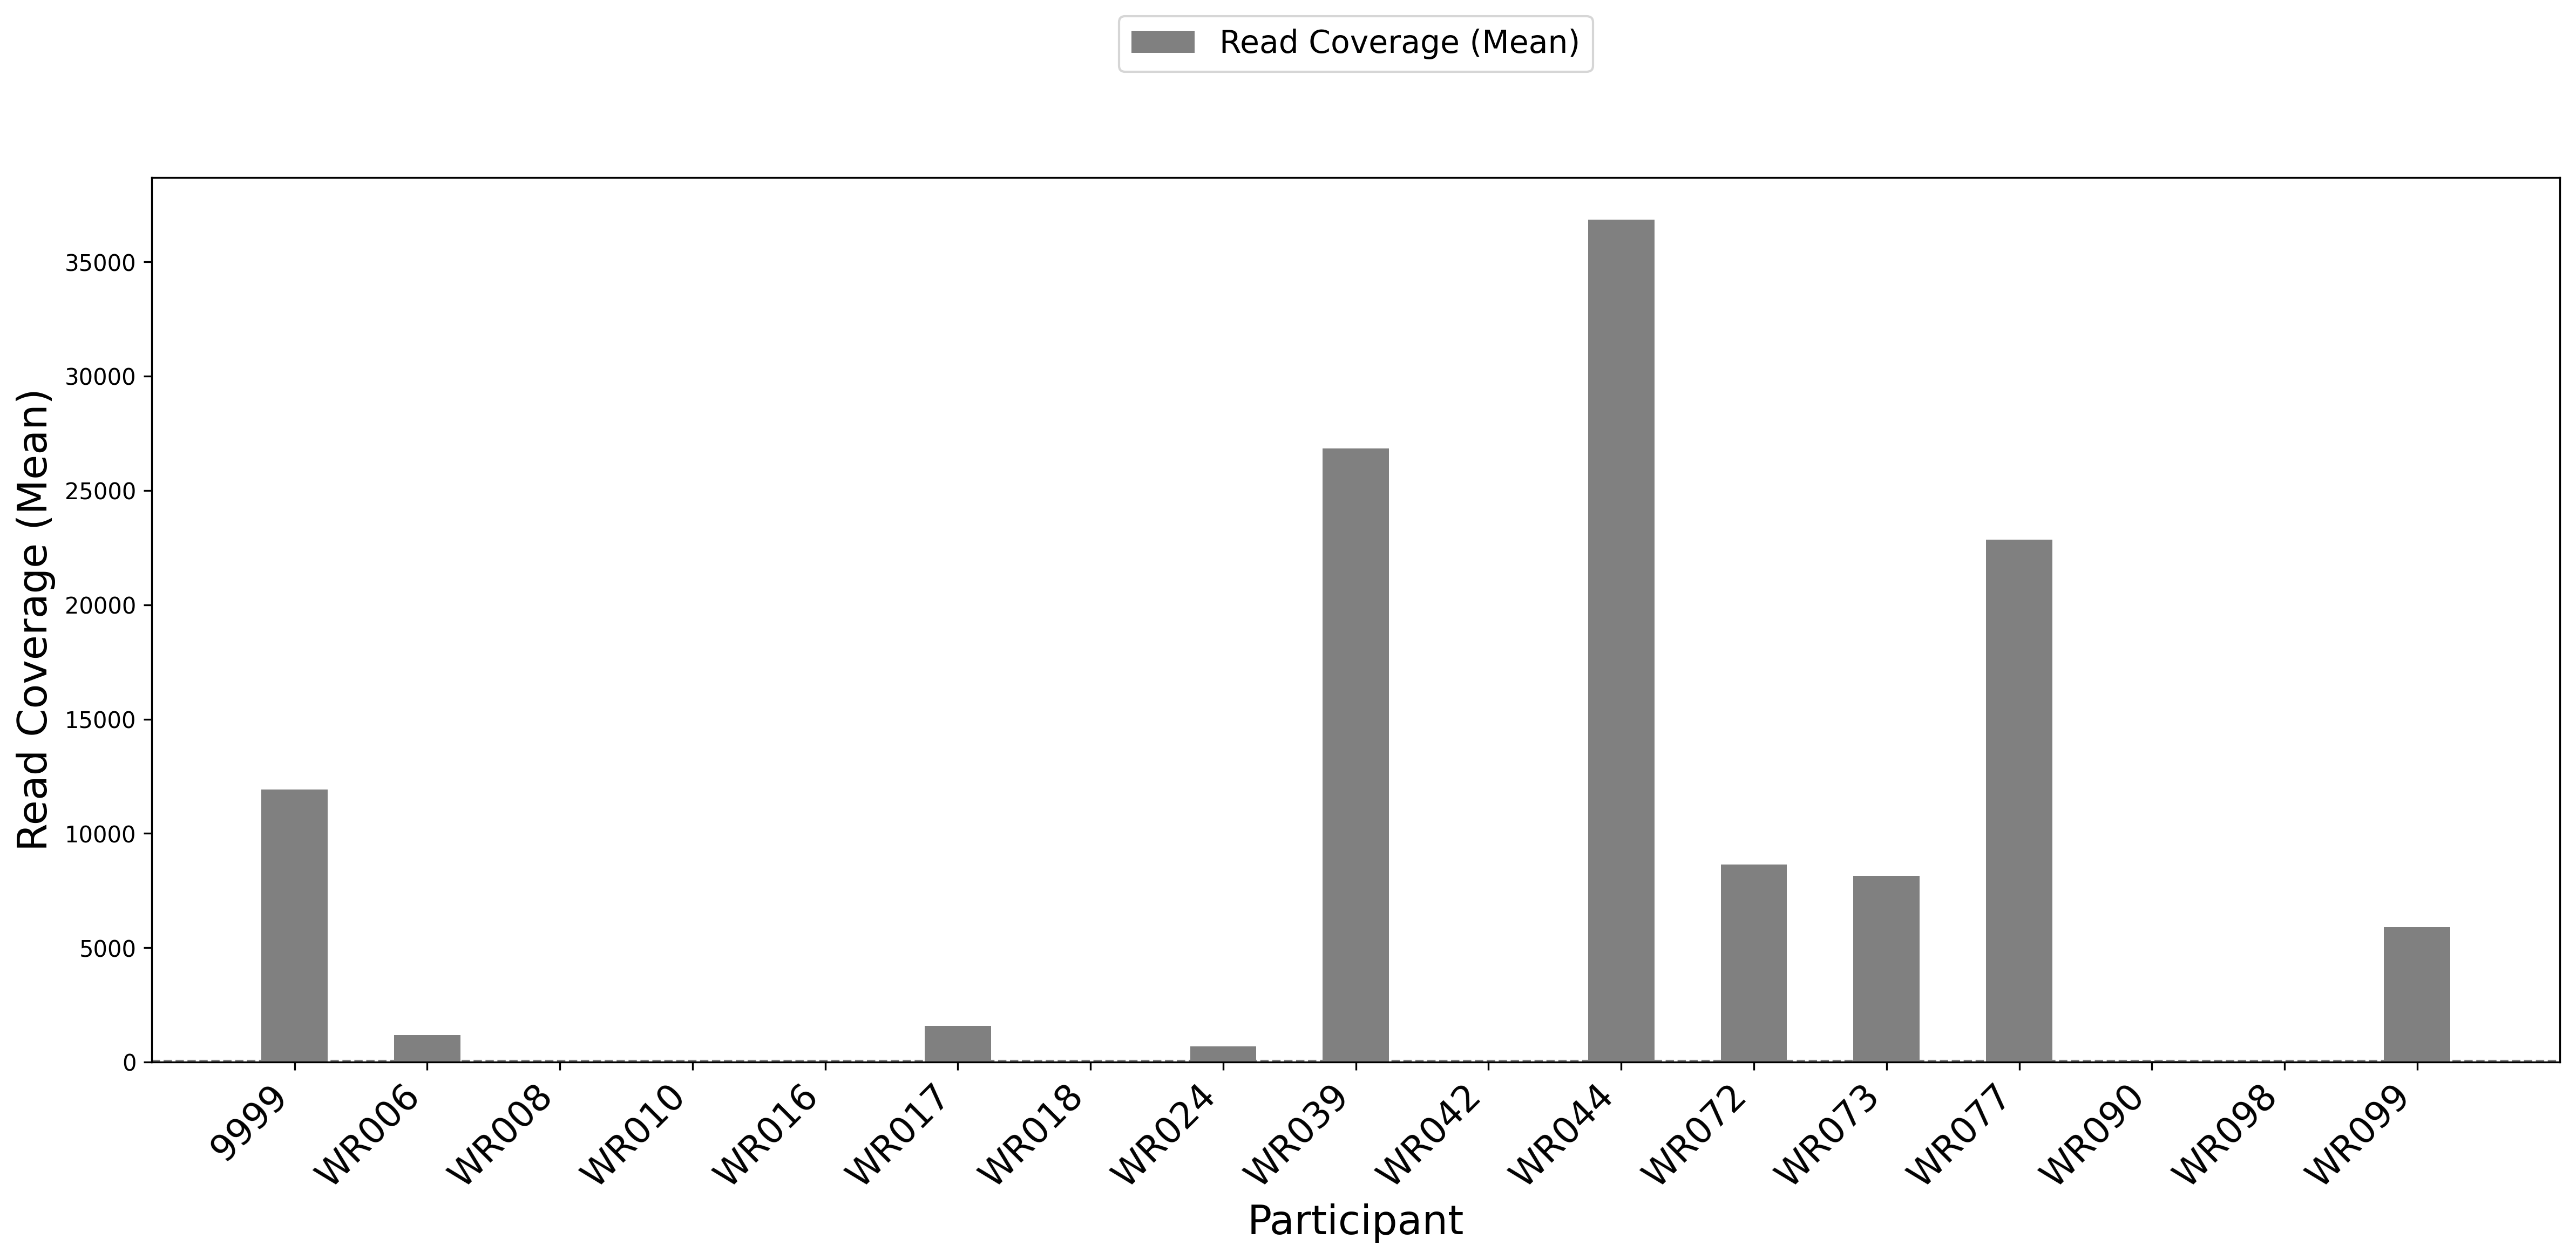 Read Coverage (Mean)
Read Coverage (Mean)
35000
30000
25000
20000
15000
10000
5000
0
9999
WR006
WR008
WR010
WR016
WR017
WR018
WR024
WR039
WR042
WR044
WR072
WR073
WR077
WR090
WR098
WR099
Participant